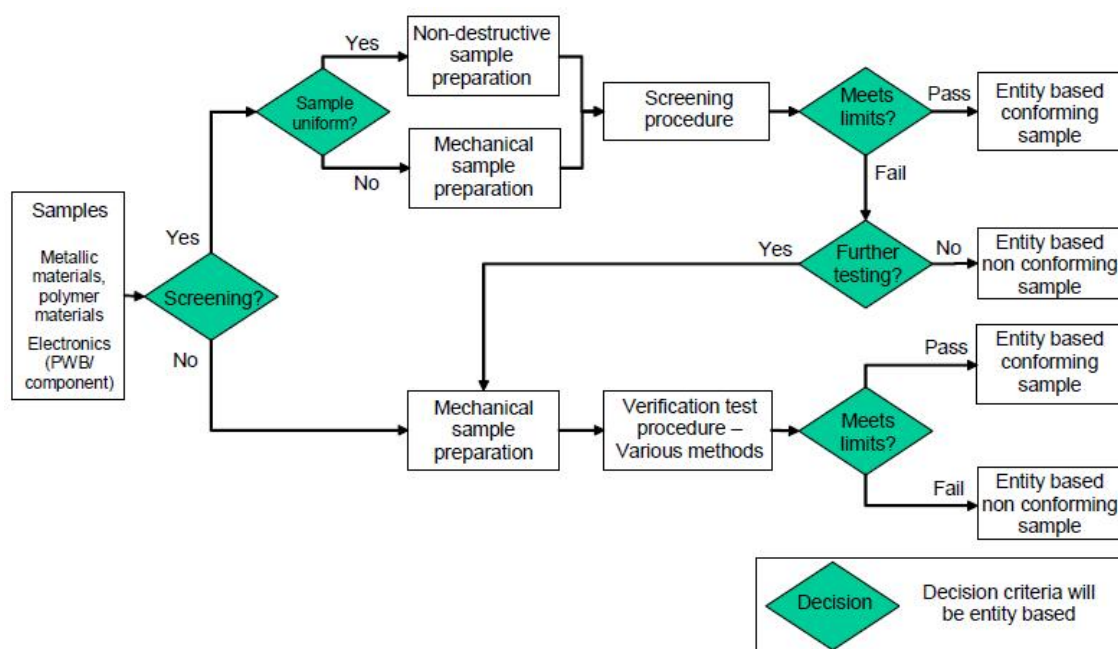 Samples
Metallic
materials,
polymer
materials
Electronics
(PWB/
component)
Screening?
Yes
No
Sample
uniform?
Yes
No
Non-destructive
sample
preparation
Mechanical
sample
preparation
Screening
procedure
Meets
limits?
Pass
Fail
Entity based
conforming
sample
Further
testing?
Yes
No
Entity based
non conforming
sample
Mechanical
sample
preparation
Verification test
procedure –
Various methods
Meets
limits?
Pass
Fail
Entity based
conforming
sample
Entity based
non conforming
sample
Decision
Decision criteria will
be entity based